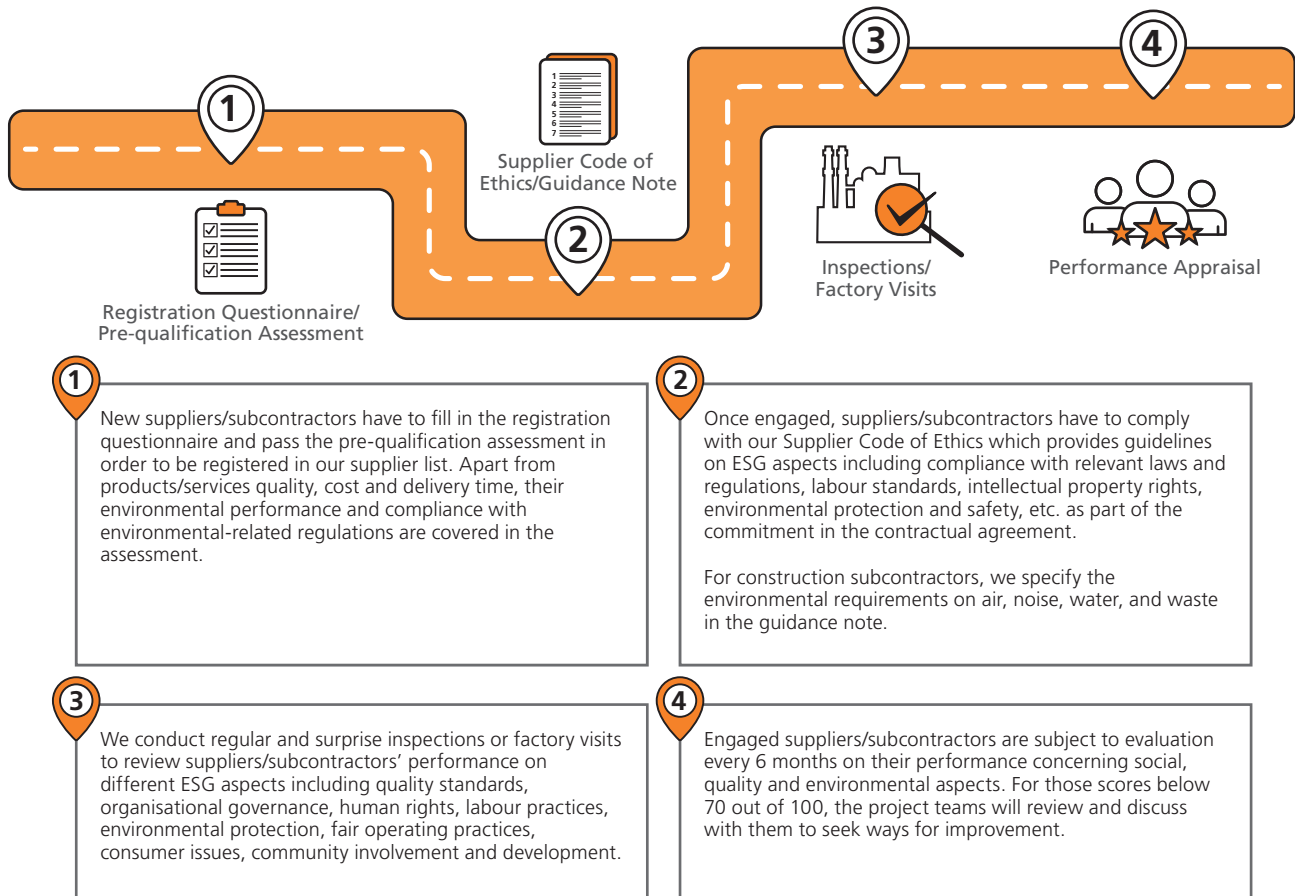 1
1
2
3
4
5
6
7
Supplier Code of
Ethics/Guidance Note
3
4
2
Registration Questionnaire/
Pre-qualification Assessment
Inspections/
Factory Visits
Performance Appraisal
1
New suppliers/subcontractors have to fill in the registration
questionnaire and pass the pre-qualification assessment in
order to be registered in our supplier list. Apart from
products/services quality, cost and delivery time, their
environmental performance and compliance with
environmental-related regulations are covered in the
assessment.
2
Once engaged, suppliers/subcontractors have to comply
with our Supplier Code of Ethics which provides guidelines
on ESG aspects including compliance with relevant laws and
regulations, labour standards, intellectual property rights,
environmental protection and safety, etc. as part of the
commitment in the contractual agreement.
For construction subcontractors, we specify the
environmental requirements on air, noise, water, and waste
in the guidance note.
3
We conduct regular and surprise inspections or factory visits
to review suppliers/subcontractors’ performance on
different ESG aspects including quality standards,
organisational governance, human rights, labour practices,
environmental protection, fair operating practices,
consumer issues, community involvement and development.
4
Engaged suppliers/subcontractors are subject to evaluation
every 6 months on their performance concerning social,
quality and environmental aspects. For those scores below
70 out of 100, the project teams will review and discuss
with them to seek ways for improvement.